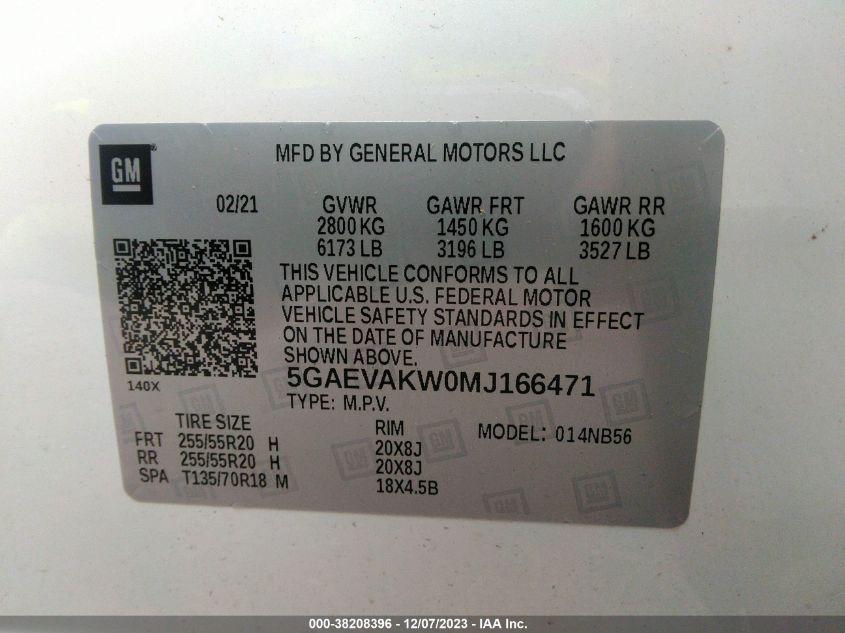 GM
MFD BY GENERAL MOTORS LLC
02/21 GVWR GAWR FRT GAWR RR
2800 KG 1450 KG 1600 KG
6173 LB 3196 LB 3527 LB
THIS VEHICLE CONFORMS TO ALL
APPLICABLE U.S. FEDERAL MOTOR
VEHICLE SAFETY STANDARDS IN EFFECT
ON THE DATE OF MANUFACTURE
SHOWN ABOVE.
140X
5GAEVAKW0MJ166471
TYPE: M.P.V.
TIRE SIZE RIM MODEL: 014NB56
FRT 255/55R20 H 20X8J
RR 255/55R20 H 20X8J
SPA T135/70R18 M 18X4.5B
000-38208396 - 12/07/2023 - IAA Inc.